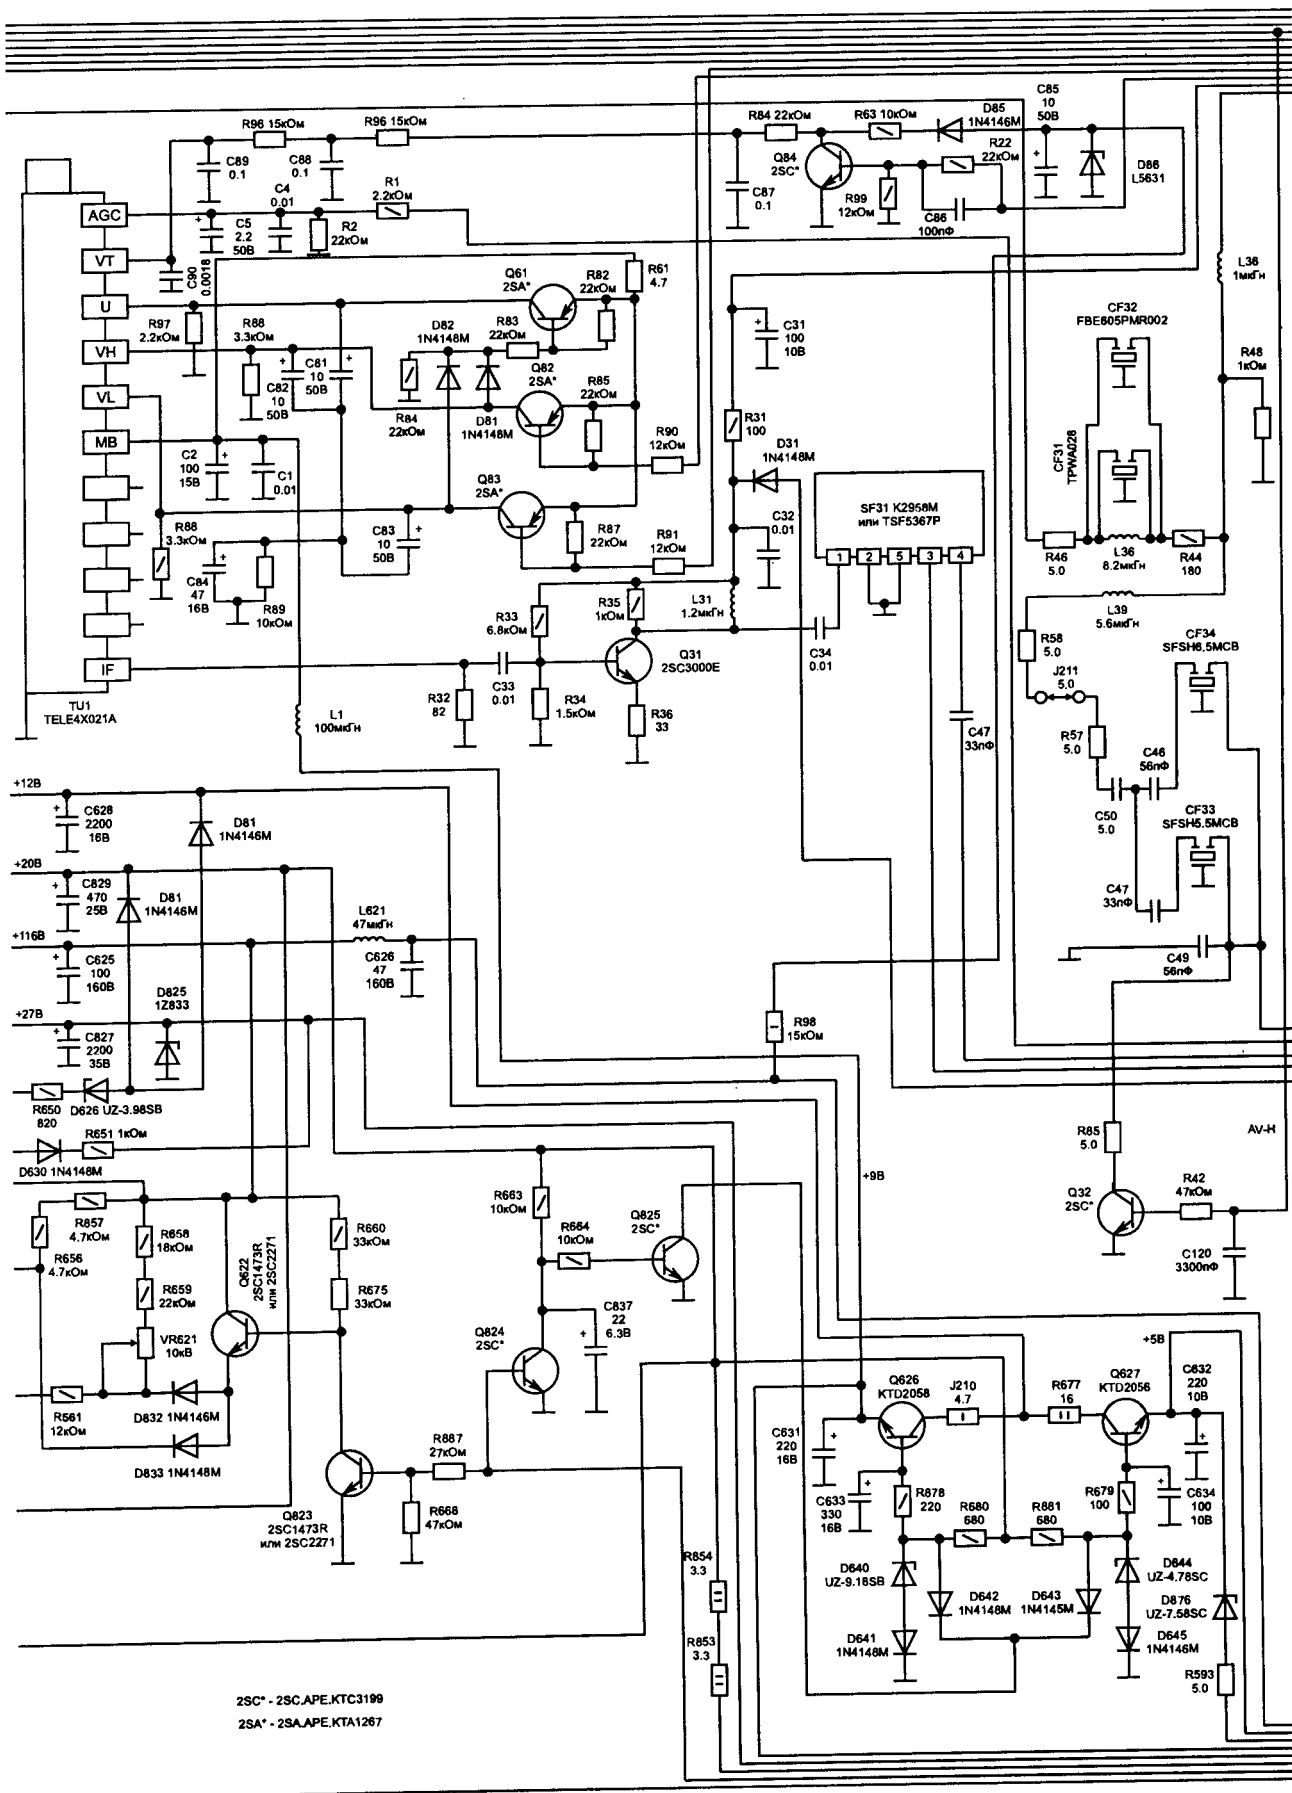 R96 15кОм
R96 15кОм
R84 22кОм
R63 10кОм
D85
1N4146M
C85
10
50В
C89
0.1
C88
0.1
Q84
2SC*
R22
22кОм
D86
L5631
C87
0.1
R99
12кОм
C86
100пФ
AGC
VT
U
VH
VL
MB
IF
TU1
TELE4X021A
C4
0.01
R1
2.2кОм
C5
2.2
50В
R2
22кОм
C90
0.0018
R61
4.7
Q61
2SA*
R82
22кОм
R97
2.2кОм
R88
3.3кОм
D82
1N4148M
R83
22кОм
C81
10
50В
C82
10
50В
Q82
2SA*
R85
22кОм
R84
22кОм
D81
1N4148M
R90
12кОм
C2
100
15В
C1
0.01
Q83
2SA*
R88
3.3кОм
C83
10
50В
R87
22кОм
R91
12кОм
C84
47
16В
R89
10кОм
C31
100
10В
R31
100
D31
1N4148M
C32
0.01
SF31 K2958M
или TSF5367P
1
2
5
3
4
L38
1мкГн
CF32
FBE605PMR002
R48
1кОм
CF31
TPWA028
R46
5.0
L36
8.2мкГн
R44
180
L39
5.6мкГн
R33
6.8кОм
R35
1кОм
L31
1.2мкГн
C34
0.01
Q31
2SC3000E
R32
82
C33
0.01
R34
1.5кОм
R36
33
C47
33пФ
L1
100мкГн
R58
5.0
CF34
SFSH6.5MCB
J211
5.0
R57
5.0
C46
56пФ
C50
5.0
CF33
SFSH5.5MCB
C47
33пФ
C49
56пФ
+12В
C628
2200
16В
D81
1N4146M
+20В
C829
470
25В
D81
1N4146M
L621
47мкГн
+116В
C625
100
160В
C626
47
160В
D825
1Z833
+27В
C827
2200
35В
R98
15кОм
R650
820
D626 UZ-3.98SB
R651 1кОм
D630 1N4148M
R85
5.0
AV-H
Q32
2SC*
R42
47кОм
C120
3300пФ
+9В
R857
4.7кОм
R656
4.7кОм
R658
18кОм
R659
22кОм
VR621
10кВ
Q622
2SC1473R
или 2SC2271
R660
33кОм
R675
33кОм
R663
10кОм
R664
10кОм
Q825
2SC*
C837
22
6.3В
Q824
2SC*
R561
12кОм
D832 1N4146M
D833 1N4148M
R887
27кОм
Q823
2SC1473R
или 2SC2271
R668
47кОм
+5В
Q626
KTD2058
J210
4.7
R677
16
Q627
KTD2056
C632
220
10В
C631
220
16В
C633
330
16В
R878
220
R680
680
R881
680
R679
100
C634
100
10В
R854
3.3
D640
UZ-9.18SB
D642
1N4148M
D643
1N4145M
D644
UZ-4.78SC
D876
UZ-7.58SC
R853
3.3
D641
1N4148M
D645
1N4146M
R593
5.0
2SC* - 2SC,APE,KTC3199
2SA* - 2SA,APE,KTA1267